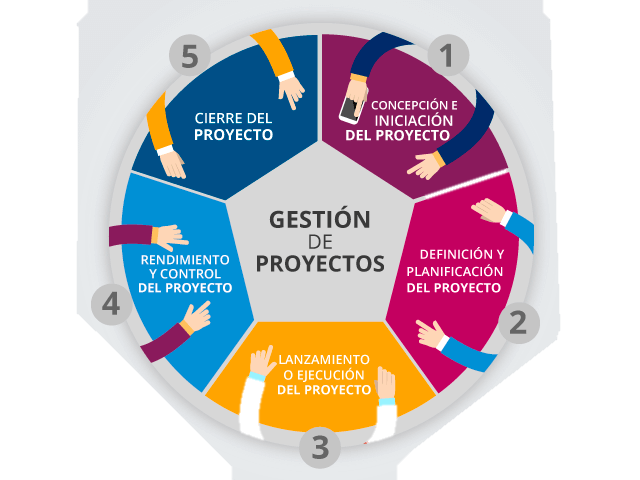 GESTIÓN
DE
PROYECTOS
1
CONCEPCIÓN E
INICIACIÓN
DEL PROYECTO
2
DEFINICIÓN Y
PLANIFICACIÓN
DEL PROYECTO
3
LANZAMIENTO
O EJECUCIÓN
DEL PROYECTO
4
RENDIMIENTO
Y CONTROL
DEL PROYECTO
5
CIERRE DEL
PROYECTO